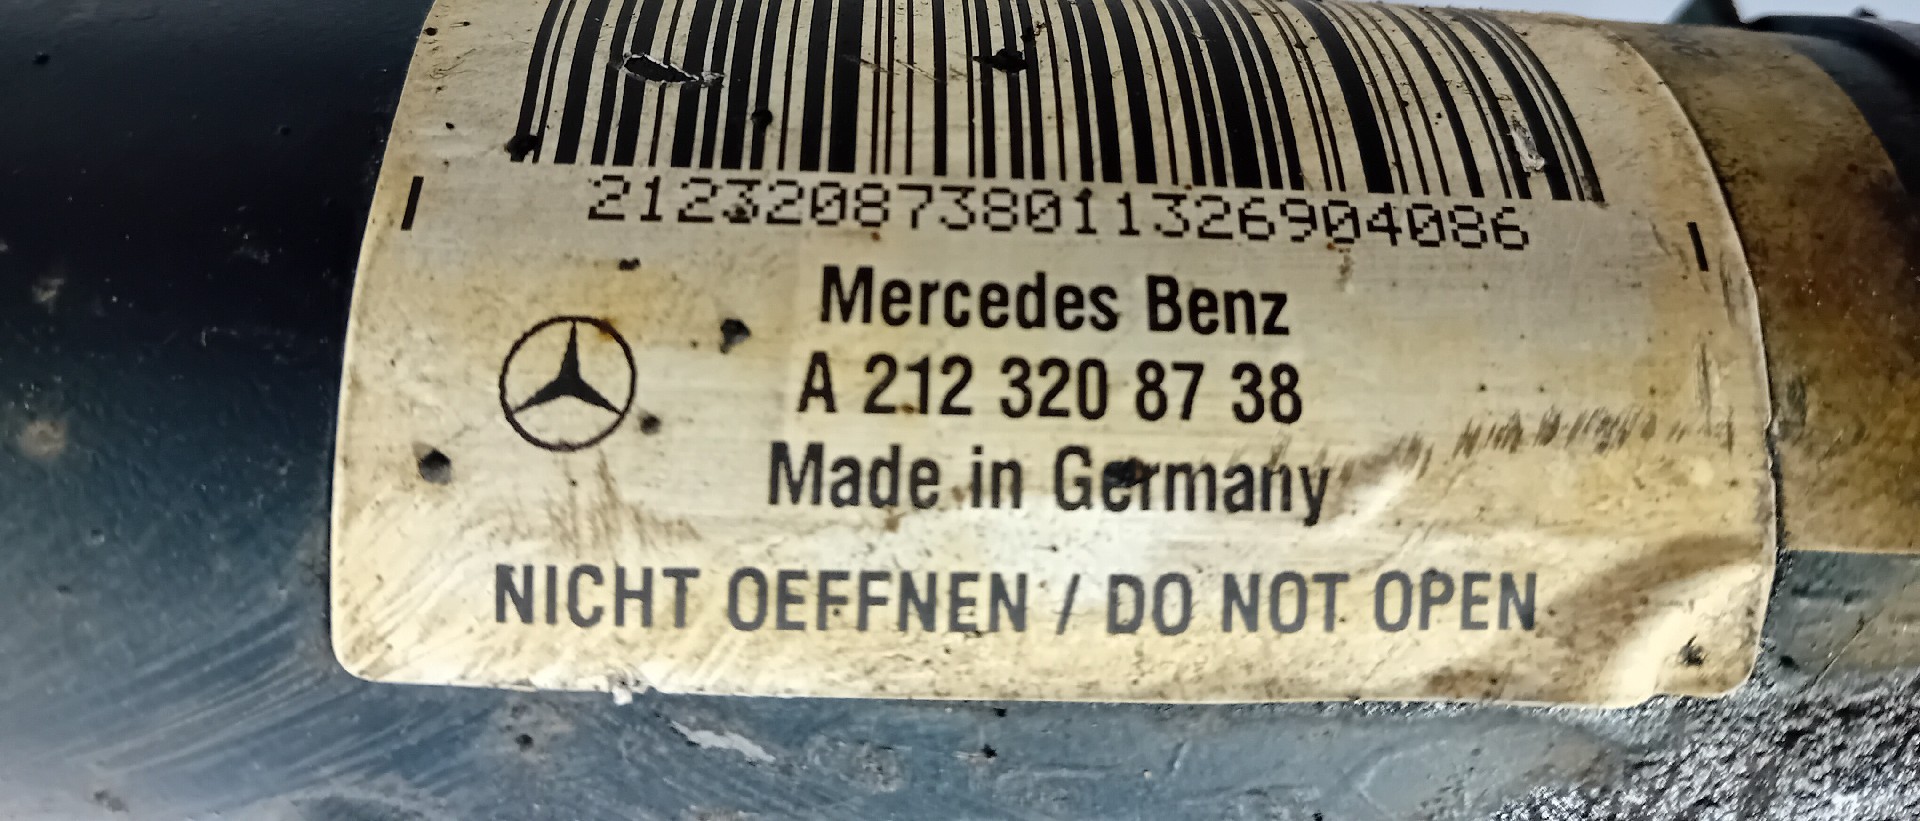 2123208738011326904086
Mercedes Benz
A 212 320 87 38
Made in Germany
NICHT OEFFNEN / DO NOT OPEN